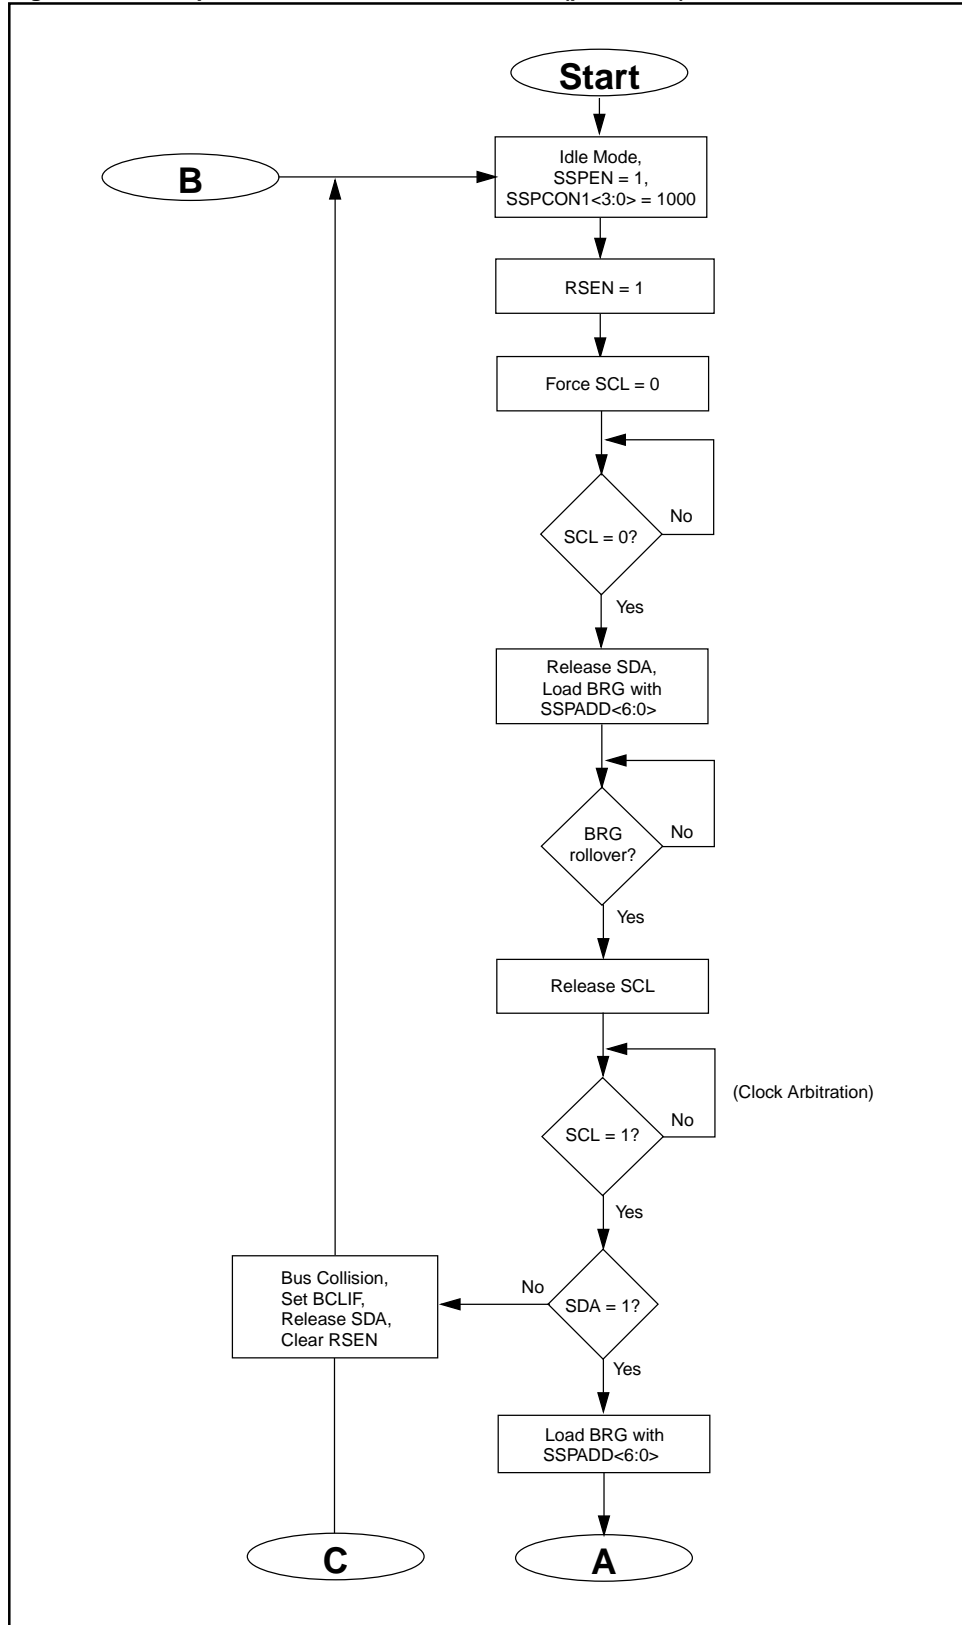 Start
B
Idle Mode,
SSPEN = 1,
SSPCON1<3:0> = 1000
RSEN = 1
Force SCL = 0
SCL = 0?
No
Yes
Release SDA,
Load BRG with
SSPADD<6:0>
BRG
rollover?
No
Yes
Release SCL
(Clock Arbitration)
SCL = 1?
No
Yes
Bus Collision,
Set BCLIF,
Release SDA,
Clear RSEN
No
SDA = 1?
Yes
Load BRG with
SSPADD<6:0>
C
A